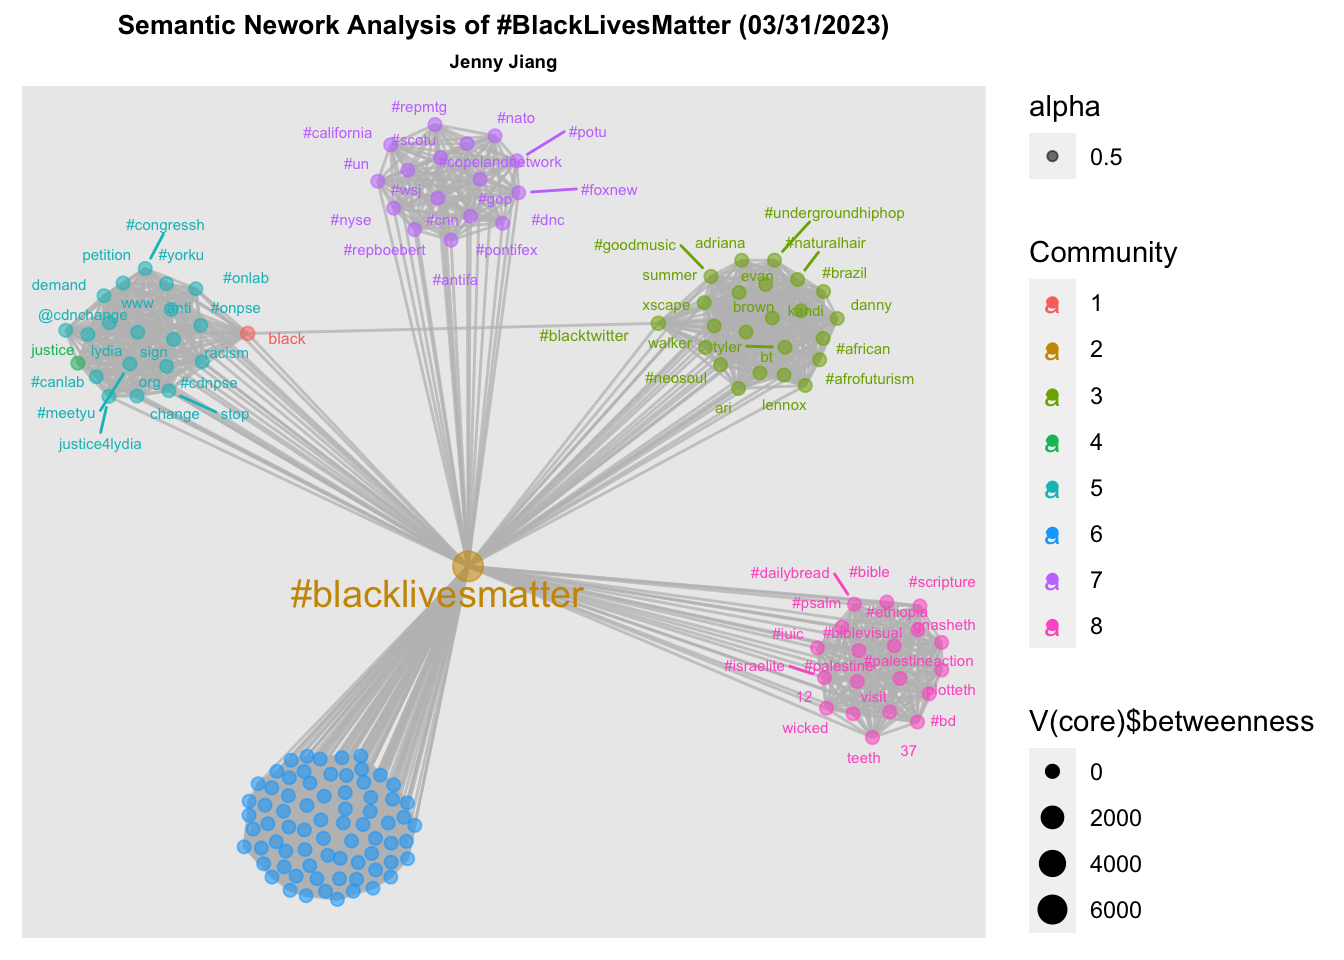 Semantic Nework Analysis of #BlackLivesMatter (03/31/2023)
Jenny Jiang
#repmtg
#nato
#california
#scotu
#potu
#un
#copelandnetwork
#wsj
#gop
#foxnew
#nyse
#cnn
#dnc
#repboebert
#pontifex
#antifa
#congressh
petition
#yorku
demand
#onlab
www
anti
#onpse
@cdnchange
black
justice
lydia
sign
racism
#canlab
org
#cdnpse
#meetyu
change
stop
justice4lydia
#undergroundhiphop
#goodmusic
adriana
#naturalhair
summer
evan
#brazil
xscape
brown
kandi
danny
#blacktwitter
walker
tyler
bt
#african
#neosoul
#afrofuturism
ari
lennox
#blacklivesmatter
#dailybread
#bible
#scripture
#psalm
#ethiopia
#iuic
#biblevisual
gnasheth
#israelite
#palestine
#palestineaction
12
visit
plotteth
wicked
#bd
teeth
37
alpha
0.5
Community
a 1
a 2
a 3
a 4
a 5
a 6
a 7
a 8
V(core)$betweenness
0
2000
4000
6000